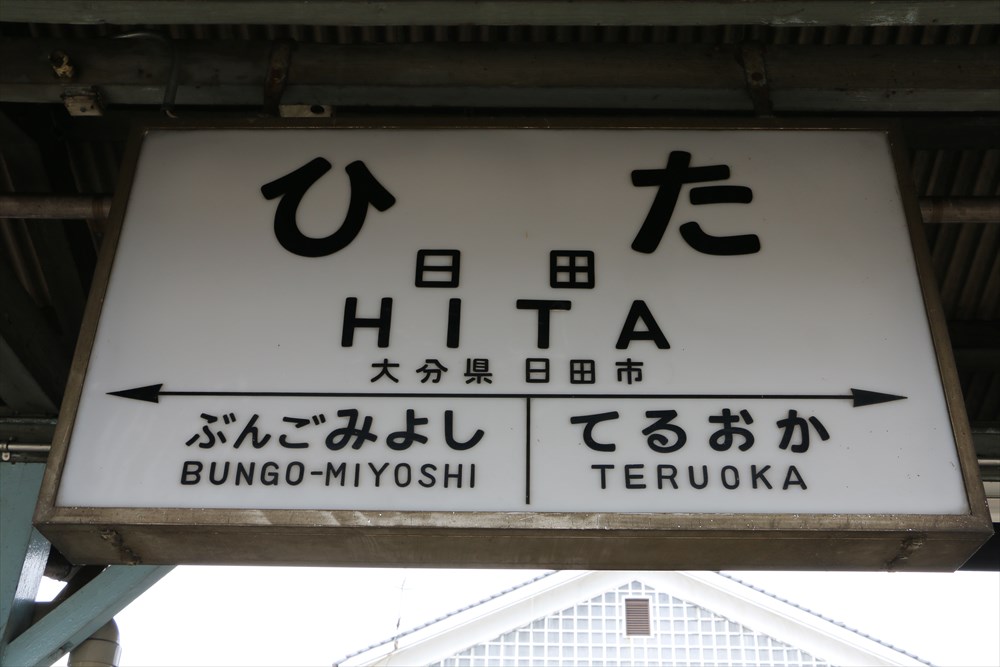 ひた
日田
HITA
大分県 日田市
ぶんごみよし てるおか
BUNGO-MIYOSHI TERUOKA